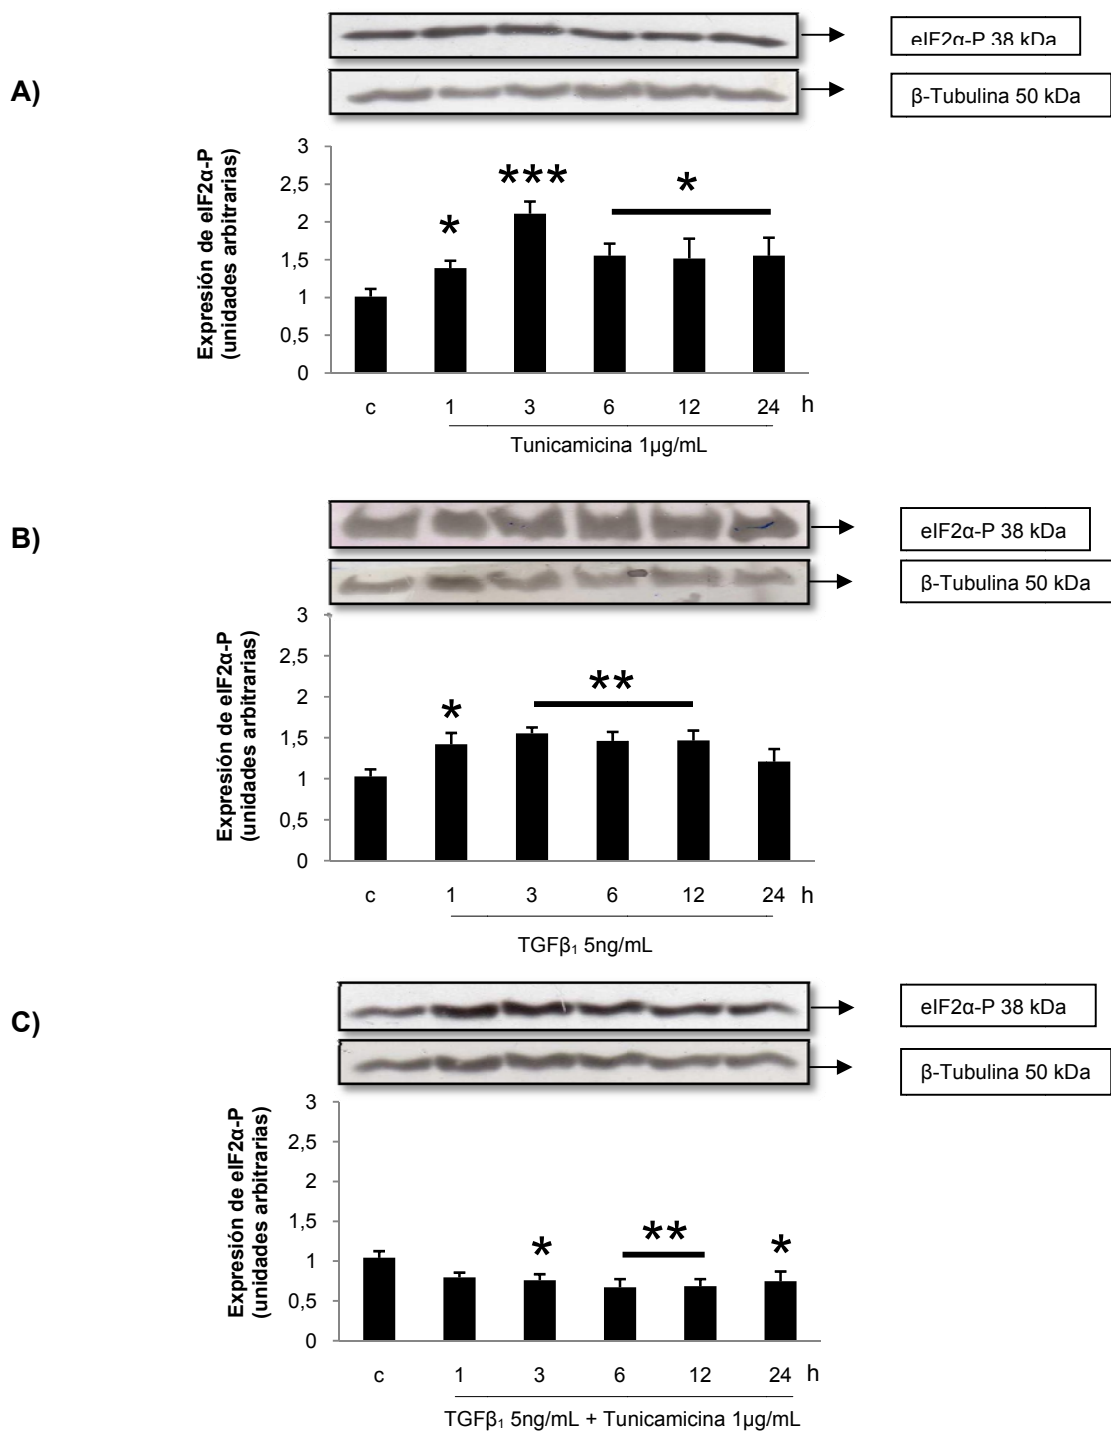 A)
eIF2α-P 38 kDa
β-Tubulina 50 kDa
Expresión de eIF2α-P
(unidades arbitrarias)
3
2,5
2
1,5
1
0,5
0
*
***
*
c 1 3 6 12 24 h
Tunicamicina 1µg/mL
B)
eIF2α-P 38 kDa
β-Tubulina 50 kDa
Expresión de eIF2α-P
(unidades arbitrarias)
3
2,5
2
1,5
1
0,5
0
*
**
c 1 3 6 12 24 h
TGFβ₁ 5ng/mL
C)
eIF2α-P 38 kDa
β-Tubulina 50 kDa
Expresión de eIF2α-P
(unidades arbitrarias)
3
2,5
2
1,5
1
0,5
0
*
**
*
c 1 3 6 12 24 h
TGFβ₁ 5ng/mL + Tunicamicina 1µg/mL